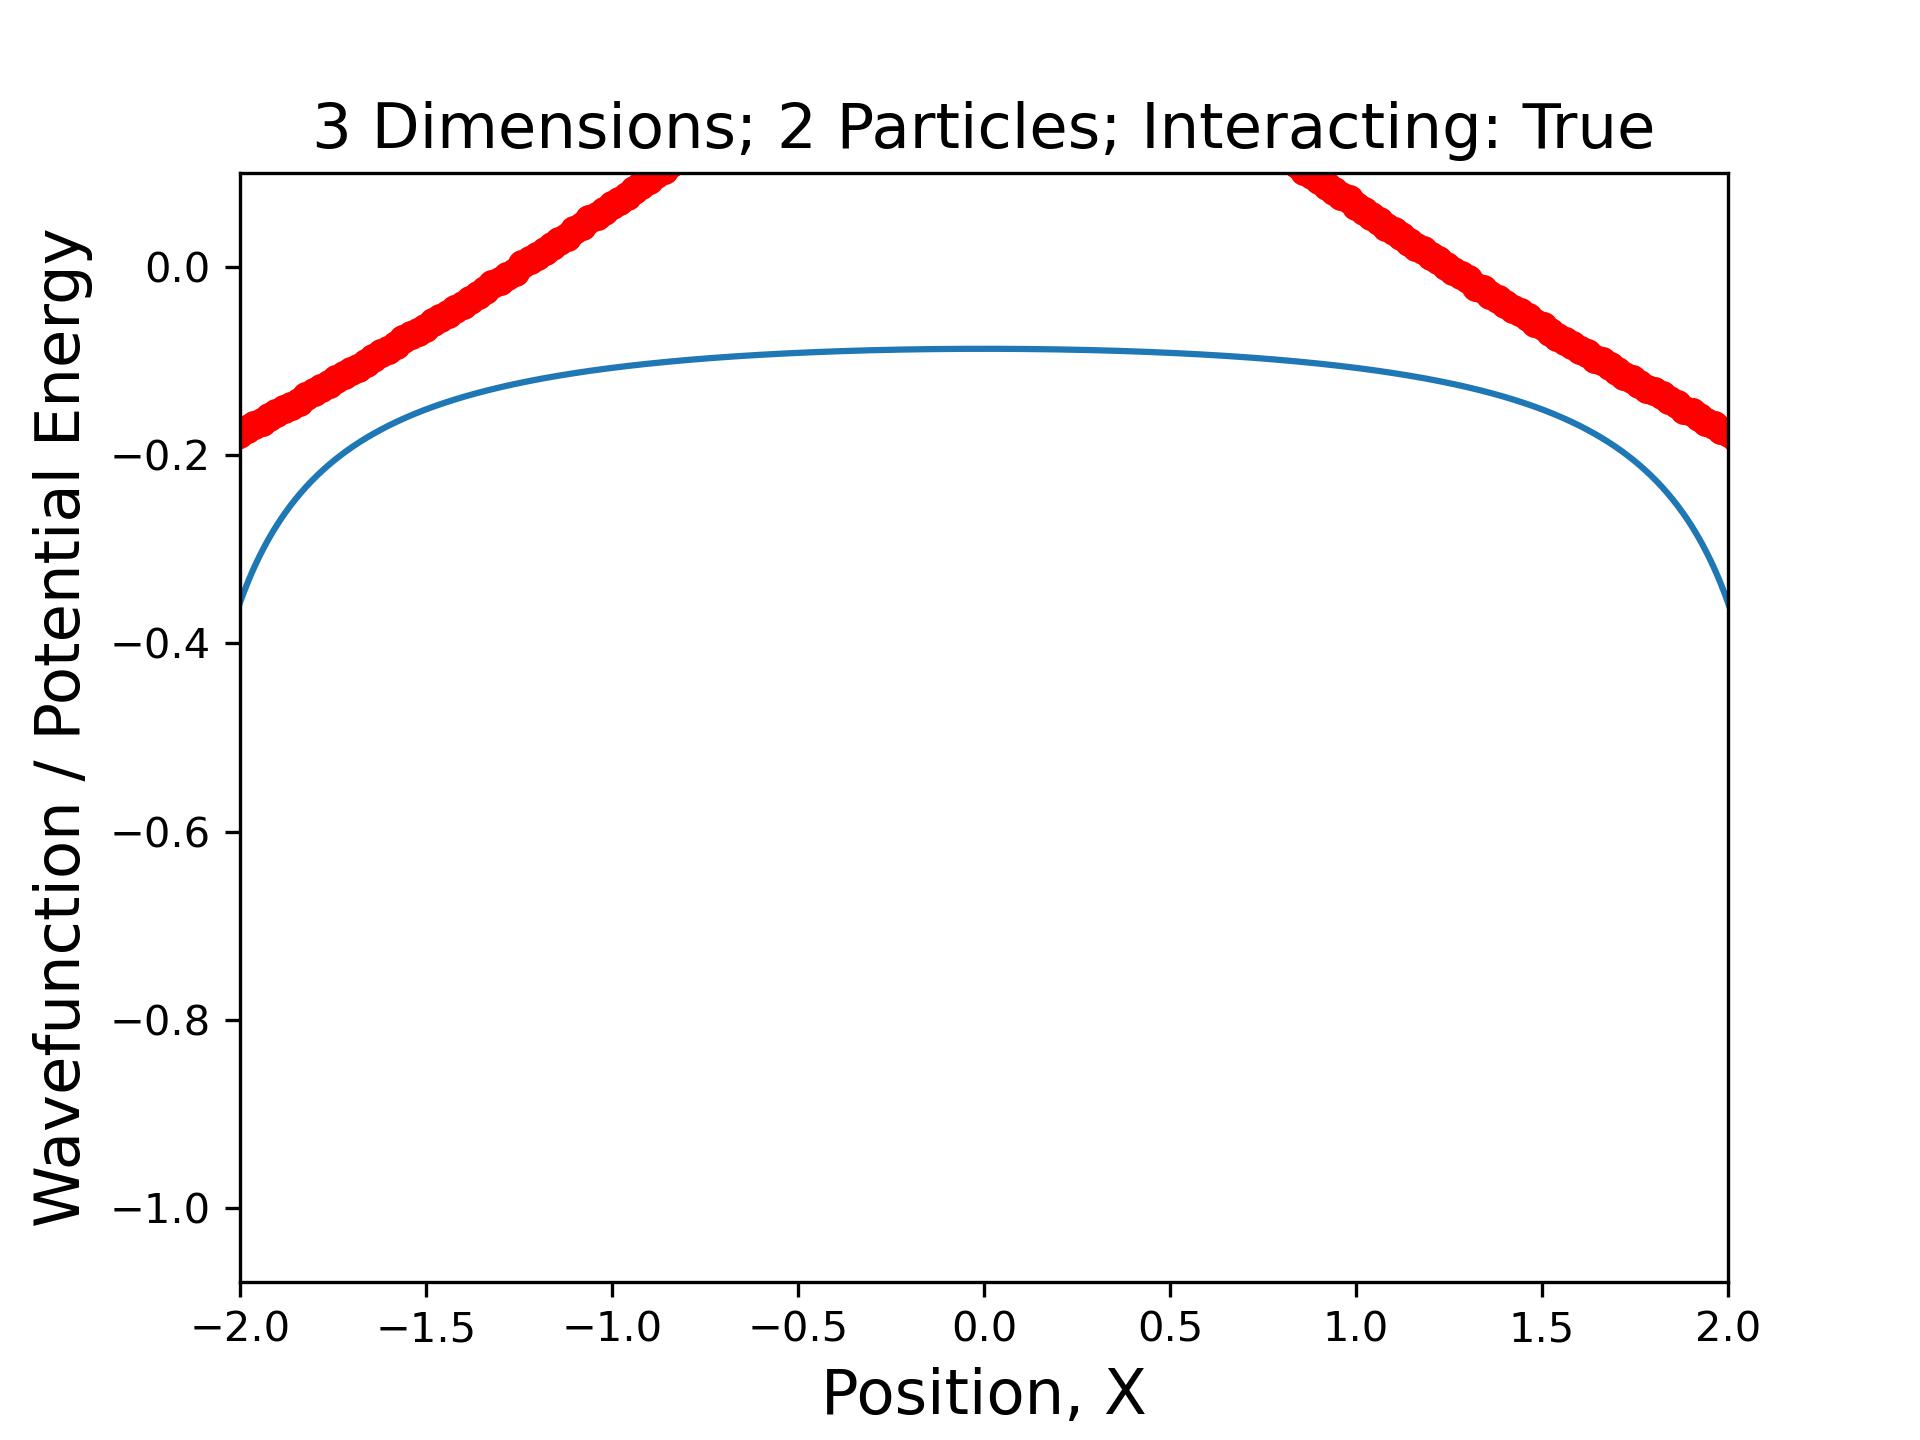 3 Dimensions; 2 Particles; Interacting: True
Wavefunction / Potential Energy
0.0
−0.2
−0.4
−0.6
−0.8
−1.0
−2.0 −1.5 −1.0 −0.5 0.0 0.5 1.0 1.5 2.0
Position, X